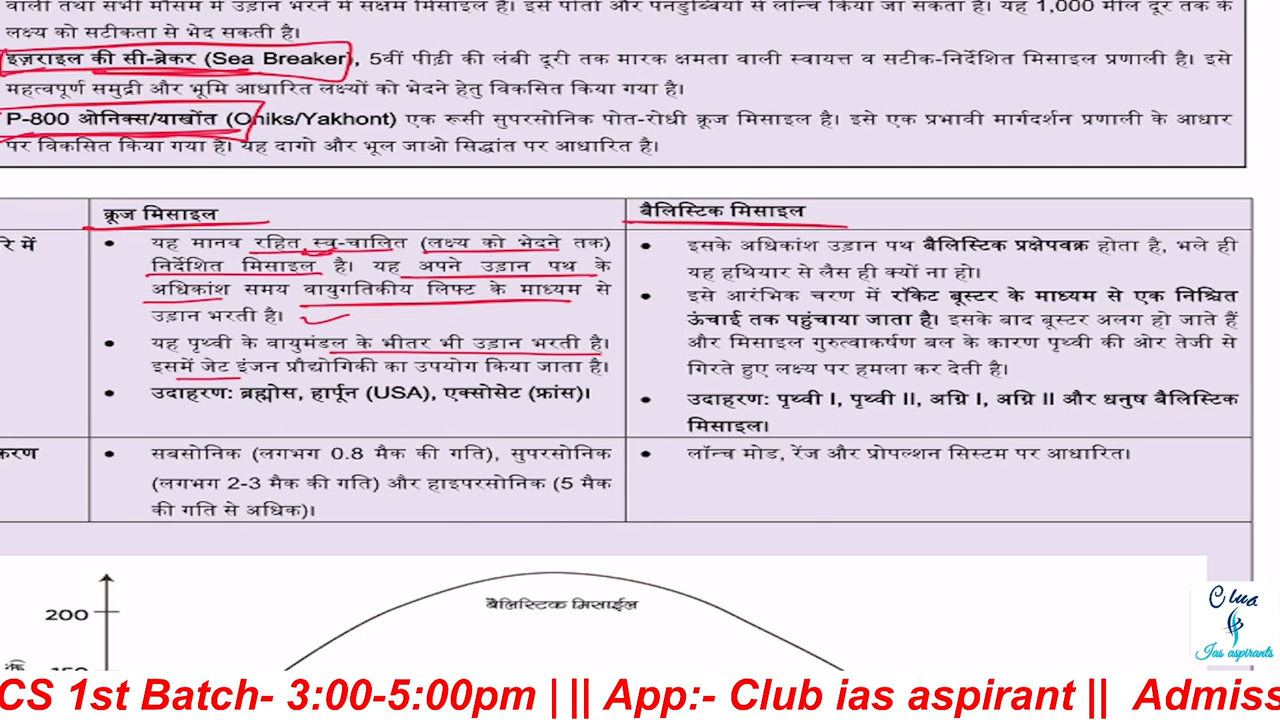 वाली तथा सभी मौसम में उड़ान भरने में सक्षम मिसाइल है। इसे पोतों और पनडुब्बियों से लॉन्च किया जा सकता है। यह 1,000 मील दूर तक के
लक्ष्य को सटीकता से भेद सकती है।
इज़राइल की सी-ब्रेकर (Sea Breaker), 5वीं पीढ़ी की लंबी दूरी तक मारक क्षमता वाली स्वायत्त व सटीक-निर्देशित मिसाइल प्रणाली है। इसे
महत्वपूर्ण समुद्री और भूमि आधारित लक्ष्यों को भेदने हेतु विकसित किया गया है।
P-800 ओनिक्स/याखोंत (Oniks/Yakhont) एक रूसी सुपरसोनिक पोत-रोधी क्रूज मिसाइल है। इसे एक प्रभावी मार्गदर्शन प्रणाली के आधार
पर विकसित किया गया है। यह दागो और भूल जाओ सिद्धांत पर आधारित है।
क्रूज मिसाइल
बैलिस्टिक मिसाइल
रे में
यह मानव रहित स्व-चालित (लक्ष्य को भेदने तक)
निर्देशित मिसाइल है। यह अपने उड़ान पथ के
अधिकांश समय वायुगतिकीय लिफ्ट के माध्यम से
उड़ान भरती है।
यह पृथ्वी के वायुमंडल के भीतर भी उड़ान भरती है।
इसमें जेट इंजन प्रौद्योगिकी का उपयोग किया जाता है।
उदाहरण: ब्रह्मोस, हार्पून (USA), एक्सोसेट (फ्रांस)।
इसके अधिकांश उड़ान पथ बैलिस्टिक प्रक्षेपवक्र होता है, भले ही
यह हथियार से लैस ही क्यों ना हो।
इसे आरंभिक चरण में रॉकेट बूस्टर के माध्यम से एक निश्चित
ऊंचाई तक पहुंचाया जाता है। इसके बाद बूस्टर अलग हो जाते हैं
और मिसाइल गुरुत्वाकर्षण बल के कारण पृथ्वी की ओर तेजी से
गिरते हुए लक्ष्य पर हमला कर देती है।
उदाहरण: पृथ्वी I, पृथ्वी II, अग्नि I, अग्नि II और धनुष बैलिस्टिक
मिसाइल।
करण
सबसोनिक (लगभग 0.8 मैक की गति), सुपरसोनिक
(लगभग 2-3 मैक की गति) और हाइपरसोनिक (5 मैक
की गति से अधिक)।
लॉन्च मोड, रेंज और प्रोपल्शन सिस्टम पर आधारित।
बैलिस्टिक मिसाईल
200
Club
Ias aspirants
CS 1st Batch- 3:00-5:00pm | || App:- Club ias aspirant || Admiss